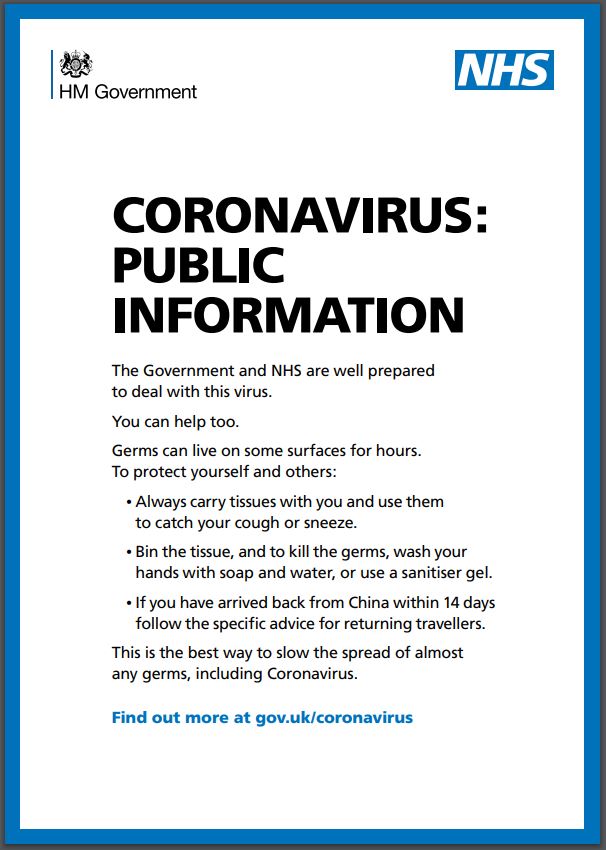 HM Government
NHS
CORONAVIRUS:
PUBLIC
INFORMATION
The Government and NHS are well prepared
to deal with this virus.
You can help too.
Germs can live on some surfaces for hours.
To protect yourself and others:
• Always carry tissues with you and use them
to catch your cough or sneeze.
• Bin the tissue, and to kill the germs, wash your
hands with soap and water, or use a sanitiser gel.
• If you have arrived back from China within 14 days
follow the specific advice for returning travellers.
This is the best way to slow the spread of almost
any germs, including Coronavirus.
Find out more at gov.uk/coronavirus